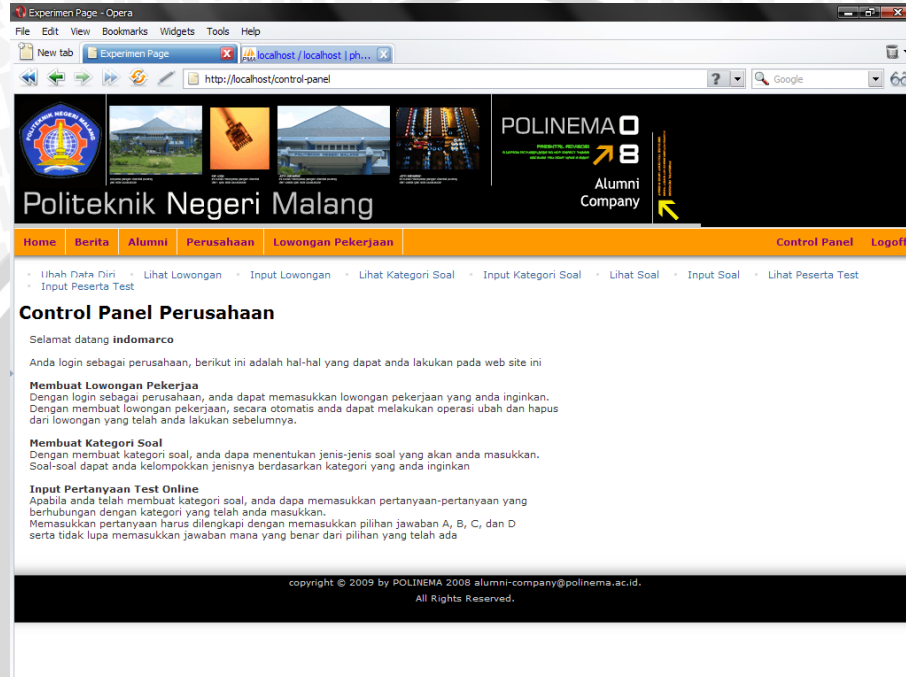 Experimen Page - Opera
File Edit View Bookmarks Widgets Tools Help
New tab Experimen Page localhost / localhost | ph...
http://localhost/control-panel ? Google
POLITEKNIK NEGERI MALANG
POLINEMA 08
Alumni
Company
Politeknik Negeri Malang
Home Berita Alumni Perusahaan Lowongan Pekerjaan Control Panel Logoff
Ubah Data Diri Lihat Lowongan Input Lowongan Lihat Kategori Soal Input Kategori Soal Lihat Soal Input Soal Lihat Peserta Test
Input Peserta Test
Control Panel Perusahaan
Selamat datang indomarco
Anda login sebagai perusahaan, berikut ini adalah hal-hal yang dapat anda lakukan pada web site ini
Membuat Lowongan Pekerjaa
Dengan login sebagai perusahaan, anda dapat memasukkan lowongan pekerjaan yang anda inginkan.
Dengan membuat lowongan pekerjaan, secara otomatis anda dapat melakukan operasi ubah dan hapus
dari lowongan yang telah anda lakukan sebelumnya.
Membuat Kategori Soal
Dengan membuat kategori soal, anda dapa menentukan jenis-jenis soal yang akan anda masukkan.
Soal-soal dapat anda kelompokkan jenisnya berdasarkan kategori yang anda inginkan
Input Pertanyaan Test Online
Apabila anda telah membuat kategori soal, anda dapa memasukkan pertanyaan-pertanyaan yang
berhubungan dengan kategori yang telah anda masukkan.
Memasukkan pertanyaan harus dilengkapi dengan memasukkan pilihan jawaban A, B, C, dan D
serta tidak lupa memasukkan jawaban mana yang benar dari pilihan yang telah ada
copyright © 2009 by POLINEMA 2008 alumni-company@polinema.ac.id.
All Rights Reserved.